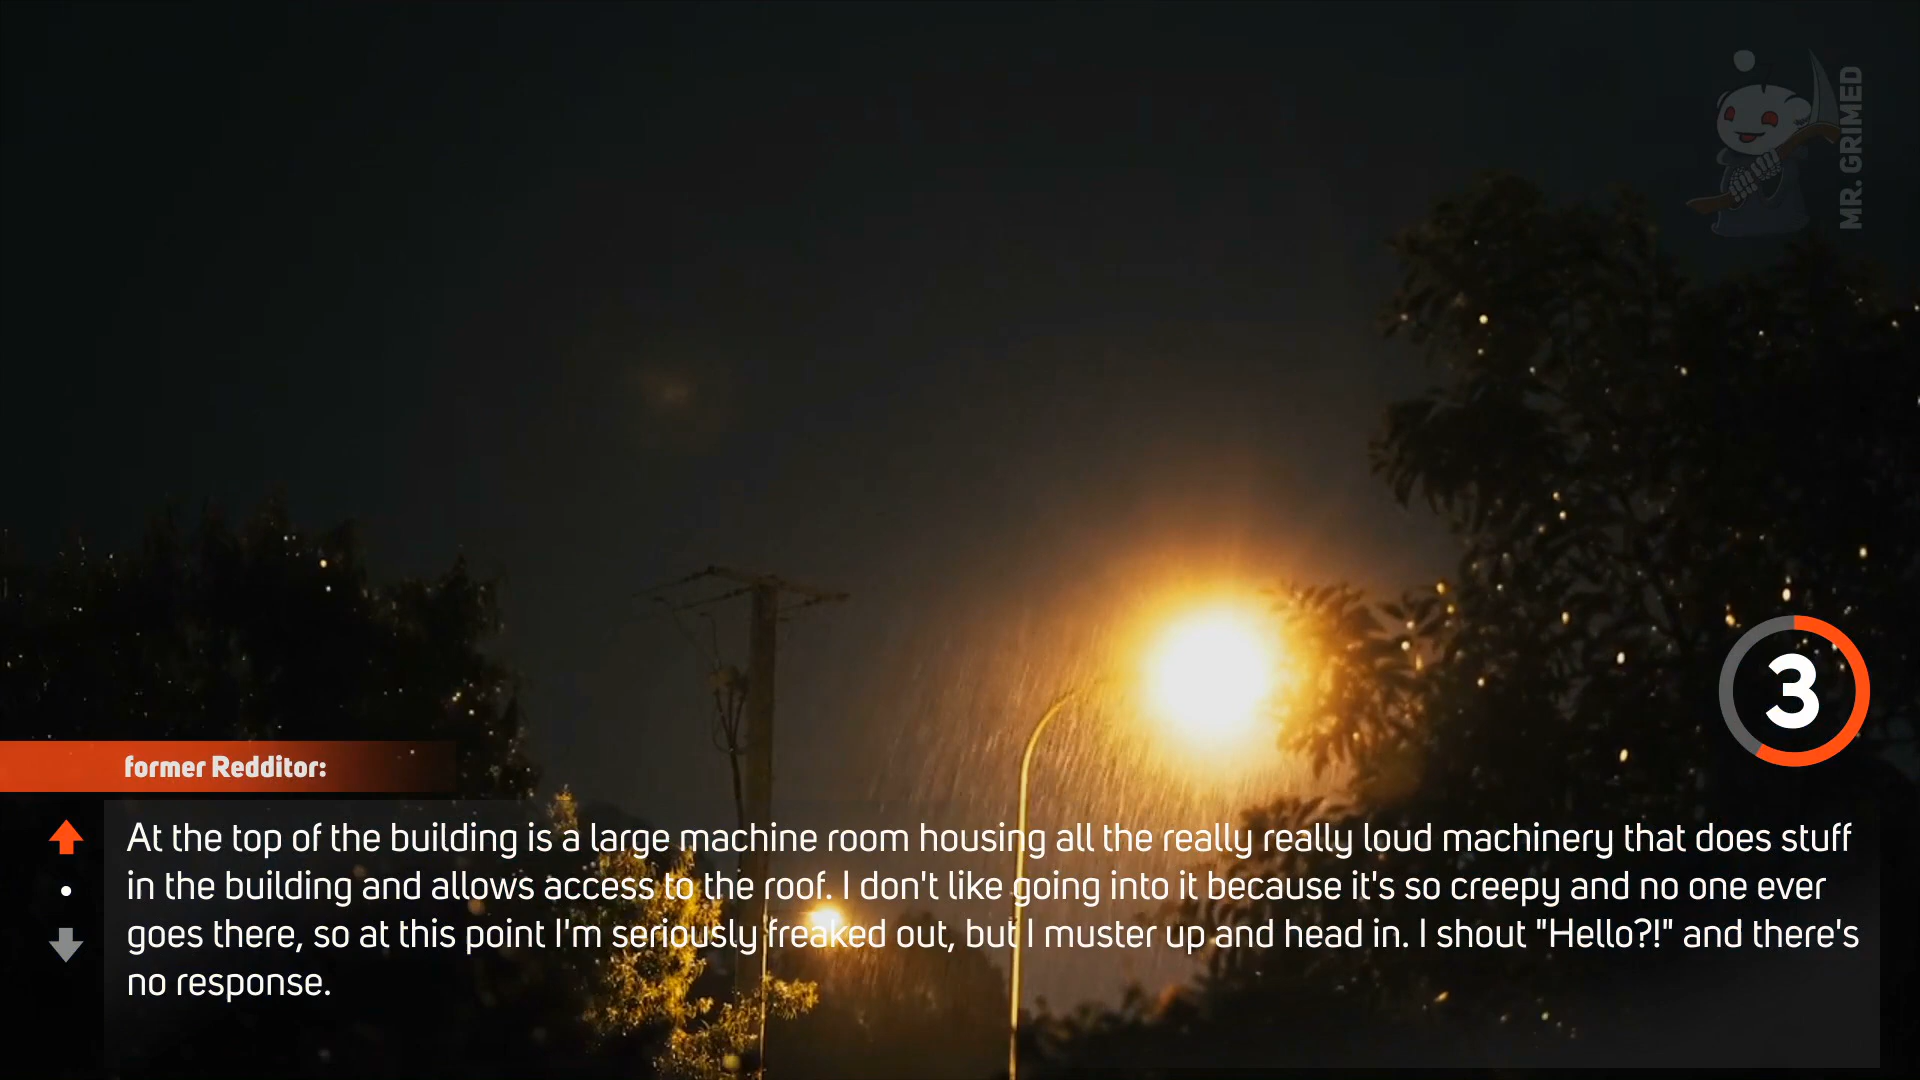 MR. GRIMED
3
former Redditor:
At the top of the building is a large machine room housing all the really really loud machinery that does stuff
in the building and allows access to the roof. I don't like going into it because it's so creepy and no one ever
goes there, so at this point I'm seriously freaked out, but I muster up and head in. I shout "Hello?!" and there's
no response.